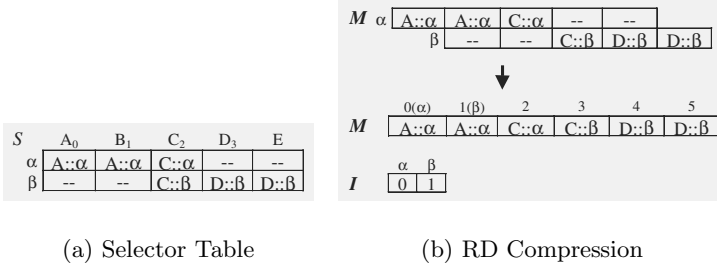 M α A::α A::α C::α -- --
β -- -- C::β D::β D::β
0(α) 1(β) 2 3 4 5
M A::α A::α C::α C::β D::β D::β
α β
I 0 1
S A₀ B₁ C₂ D₃ E
α A::α A::α C::α -- --
β -- -- C::β D::β D::β
(a) Selector Table
(b) RD Compression